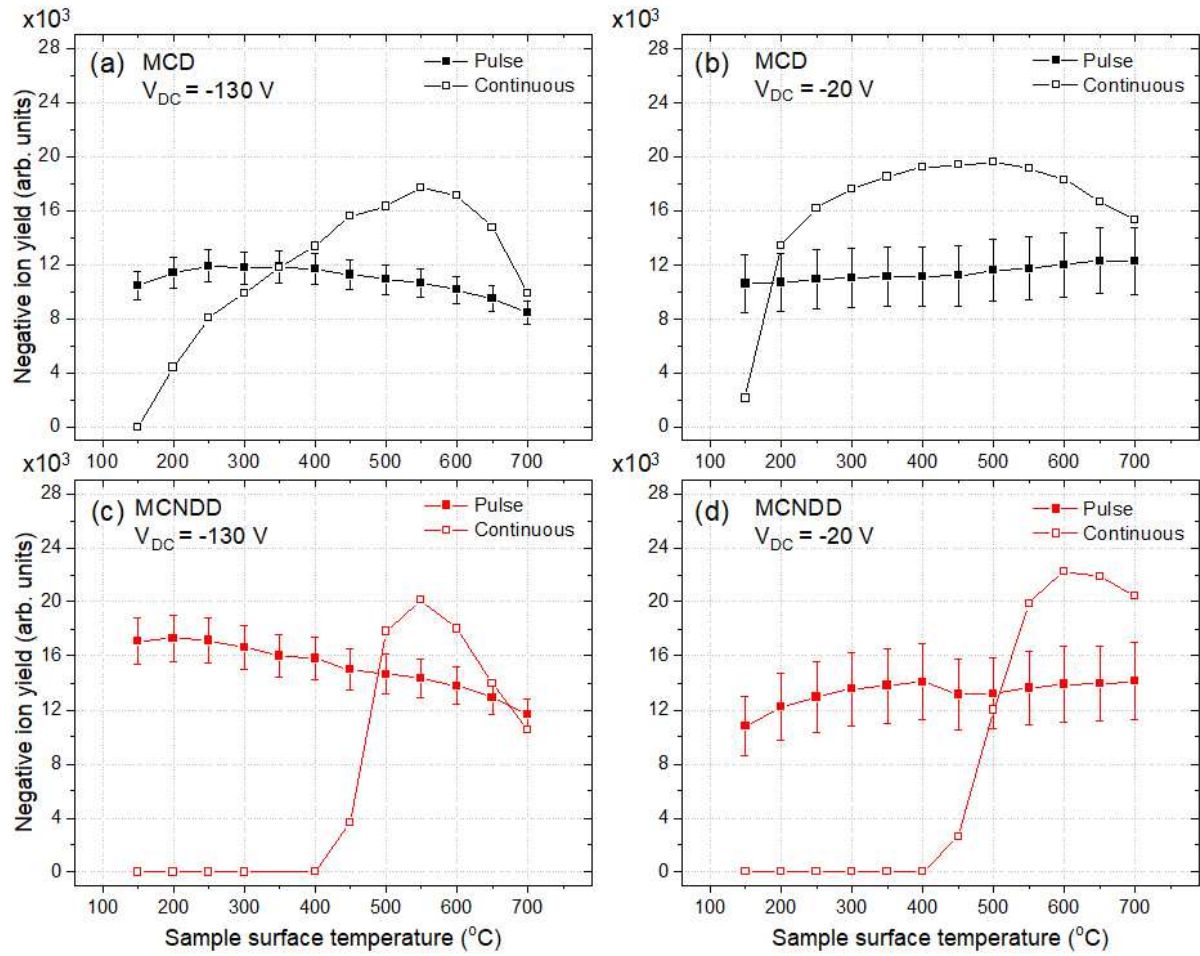 x10³
(a) MCD
V_DC = -130 V
Pulse
Continuous
28
24
20
16
12
8
4
0
100 200 300 400 500 600 700
Negative ion yield (arb. units)
x10³
(b) MCD
V_DC = -20 V
Pulse
Continuous
28
24
20
16
12
8
4
0
100 200 300 400 500 600 700
x10³
(c) MCNDD
V_DC = -130 V
Pulse
Continuous
28
24
20
16
12
8
4
0
100 200 300 400 500 600 700
Negative ion yield (arb. units)
Sample surface temperature (°C)
x10³
(d) MCNDD
V_DC = -20 V
Pulse
Continuous
28
24
20
16
12
8
4
0
100 200 300 400 500 600 700
Sample surface temperature (°C)